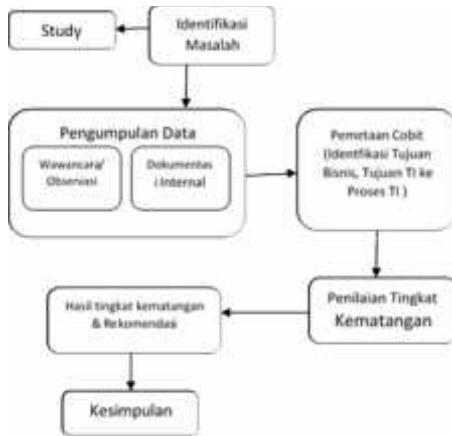 Study
Identifikasi
Masalah
Pengumpulan Data
Wawancara/
Observasi
Dokumentas
i Internal
Pemetaan Cobit
(Identfikasi Tujuan
Bisnis, Tujuan TI ke
Proses TI )
Penilaian Tingkat
Kematangan
Hasil tingkat kematangan
& Rekomendasi
Kesimpulan